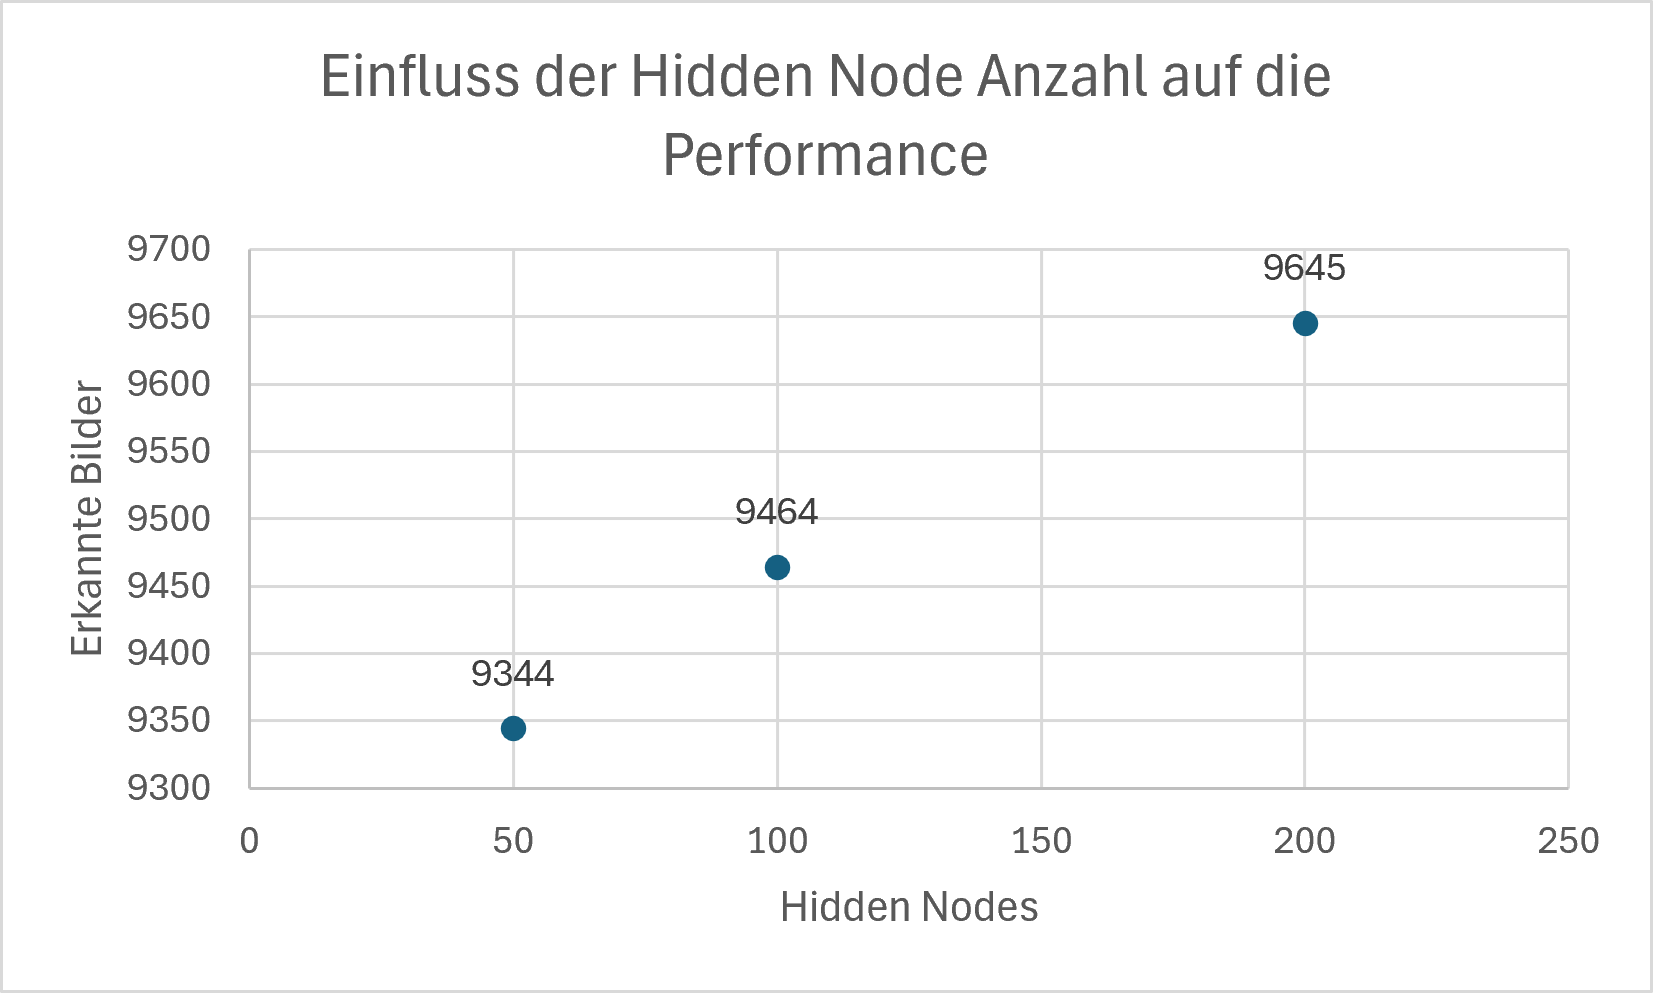 Einfluss der Hidden Node Anzahl auf die
Performance
9700
9650
9600
9550
9500
9450
9400
9350
9300
Erkannte Bilder
9645
9464
9344
0 50 100 150 200 250
Hidden Nodes